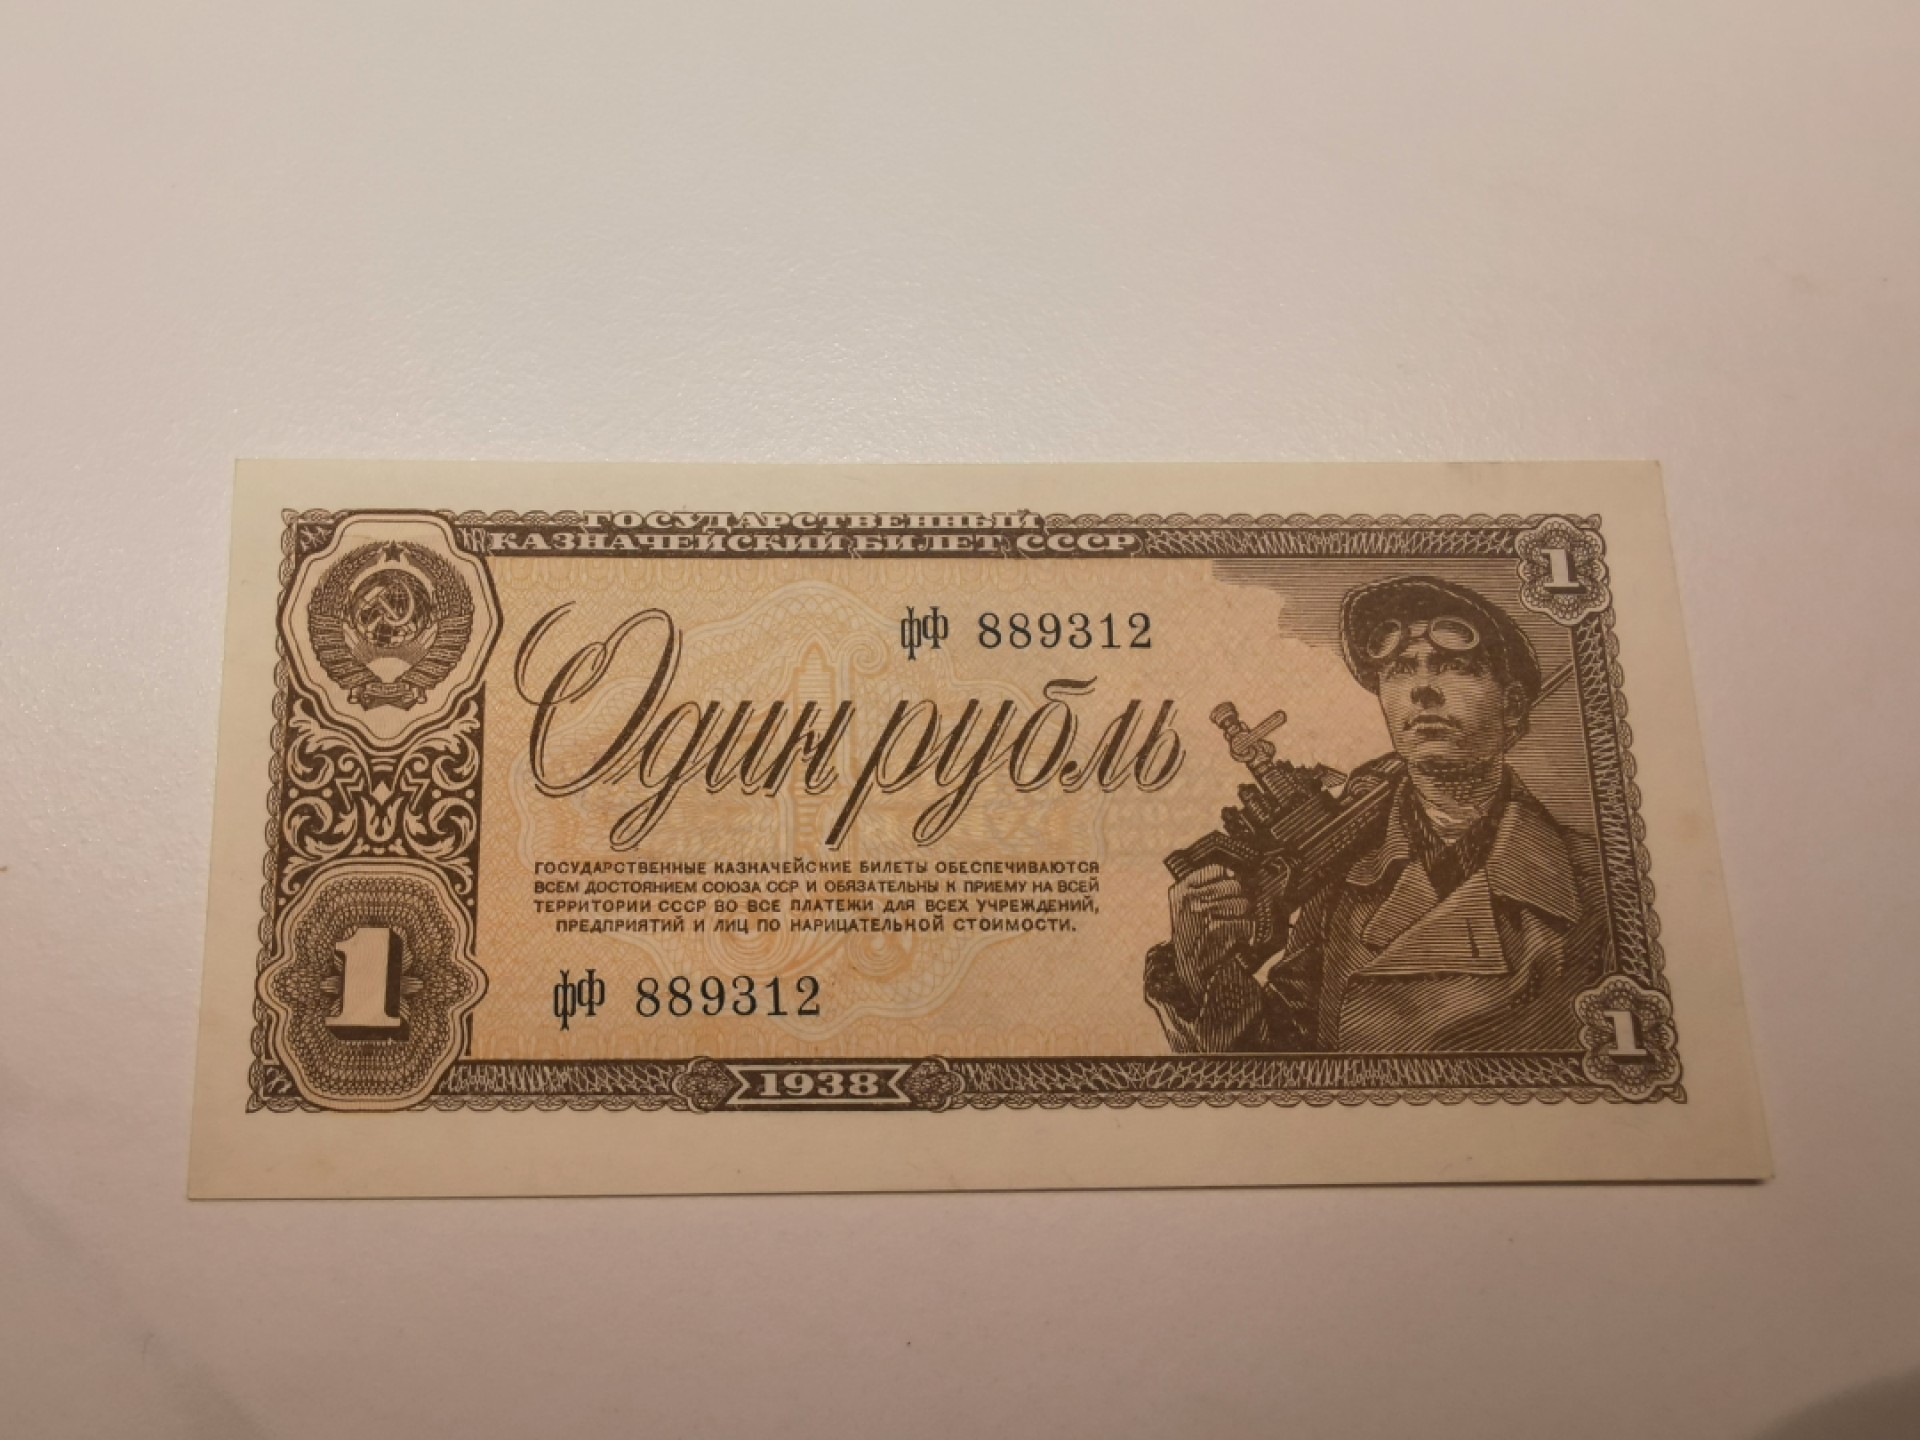 ГОСУДАРСТВЕННЫЙ
КАЗНАЧЕЙСКИЙ БИЛЕТ СССР
1
фФ 889312
Один рубль
ГОСУДАРСТВЕННЫЕ КАЗНАЧЕЙСКИЕ БИЛЕТЫ ОБЕСПЕЧИВАЮТСЯ
ВСЕМ ДОСТОЯНИЕМ СОЮЗА ССР И ОБЯЗАТЕЛЬНЫ К ПРИЕМУ НА ВСЕЙ
ТЕРРИТОРИИ СССР ВО ВСЕ ПЛАТЕЖИ ДЛЯ ВСЕХ УЧРЕЖДЕНИЙ,
ПРЕДПРИЯТИЙ И ЛИЦ ПО НАРИЦАТЕЛЬНОЙ СТОИМОСТИ.
1
фФ 889312
1
1938